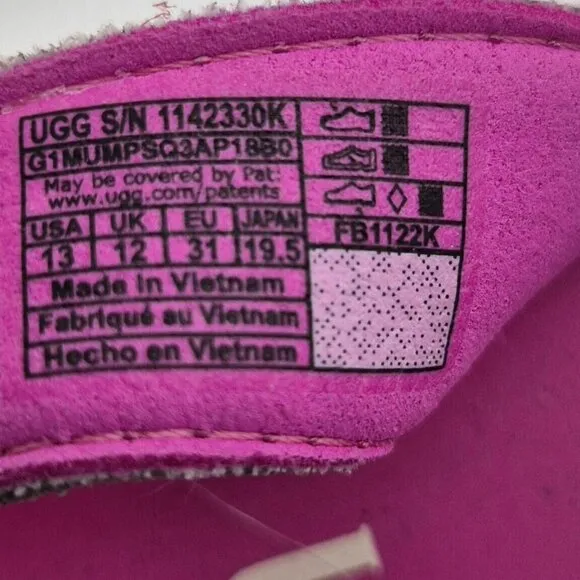 UGG S/N 1142330K
G1MUMPSQ3AP18B0
May be covered by Pat:
www.ugg.com/patents
USA UK EU JAPAN
13 12 31 19.5
Made in Vietnam
Fabriqué au Vietnam
Hecho en Vietnam
FB1122K